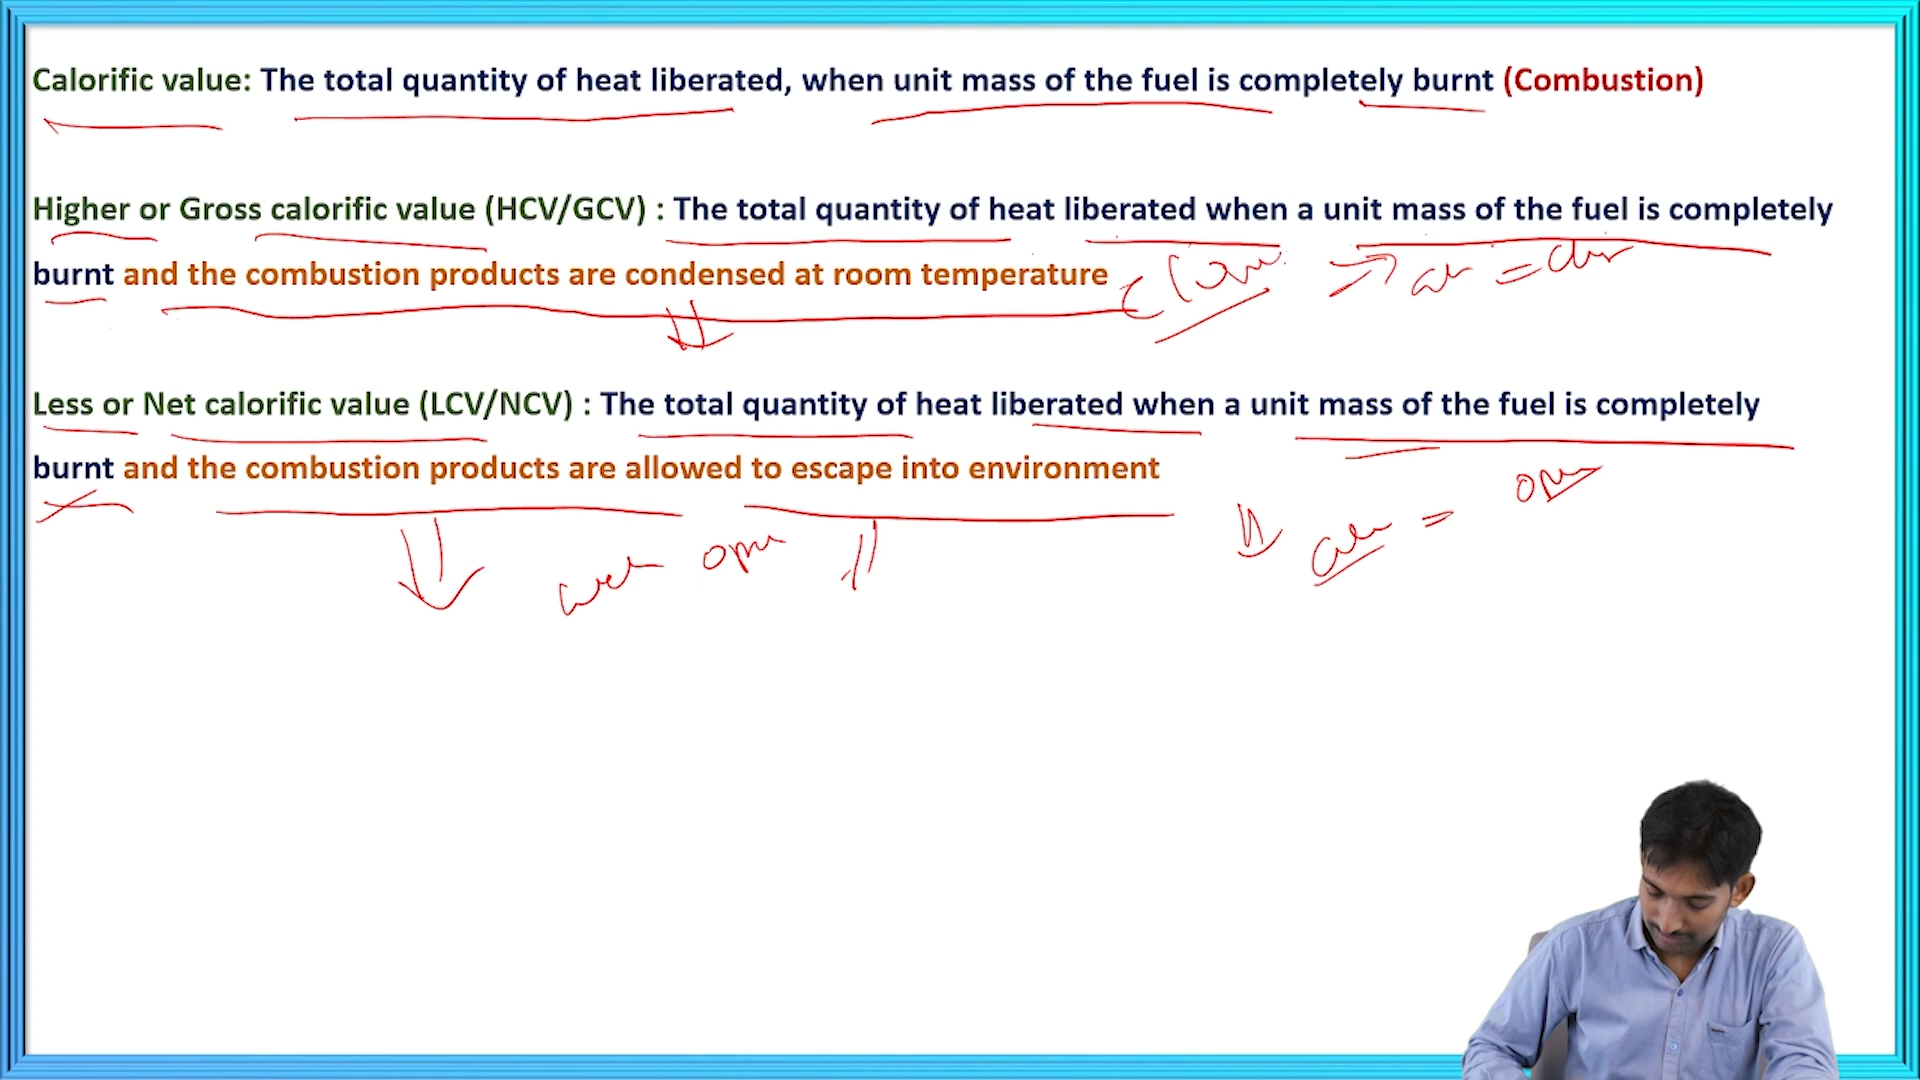 Calorific value: The total quantity of heat liberated, when unit mass of the fuel is completely burnt (Combustion)
Higher or Gross calorific value (HCV/GCV) : The total quantity of heat liberated when a unit mass of the fuel is completely
burnt and the combustion products are condensed at room temperature
Less or Net calorific value (LCV/NCV) : The total quantity of heat liberated when a unit mass of the fuel is completely
burnt and the combustion products are allowed to escape into environment